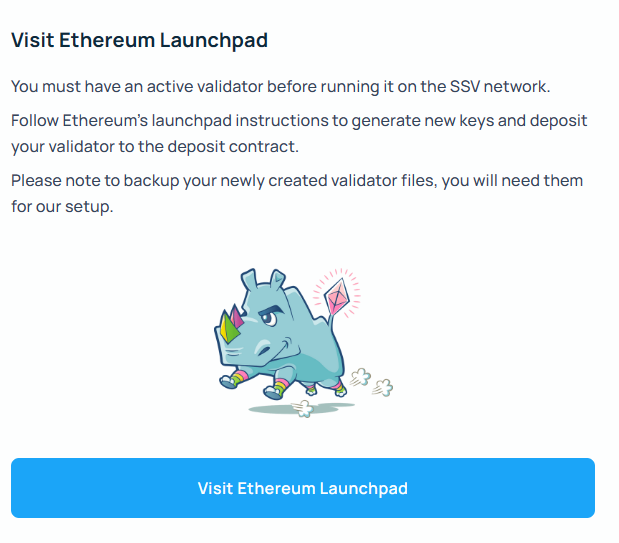 Visit Ethereum Launchpad
You must have an active validator before running it on the SSV network.
Follow Ethereum's launchpad instructions to generate new keys and deposit
your validator to the deposit contract.
Please note to backup your newly created validator files, you will need them
for our setup.
Visit Ethereum Launchpad